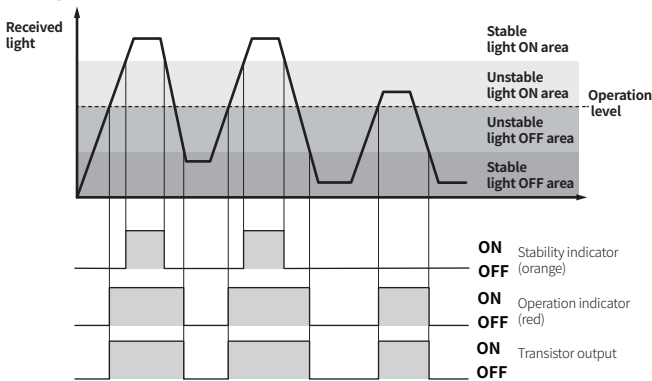 Received
light
Stable
light ON area
Unstable
light ON area
Operation
level
Unstable
light OFF area
Stable
light OFF area
ON
OFF
Stability indicator
(orange)
ON
OFF
Operation indicator
(red)
ON
OFF
Transistor output